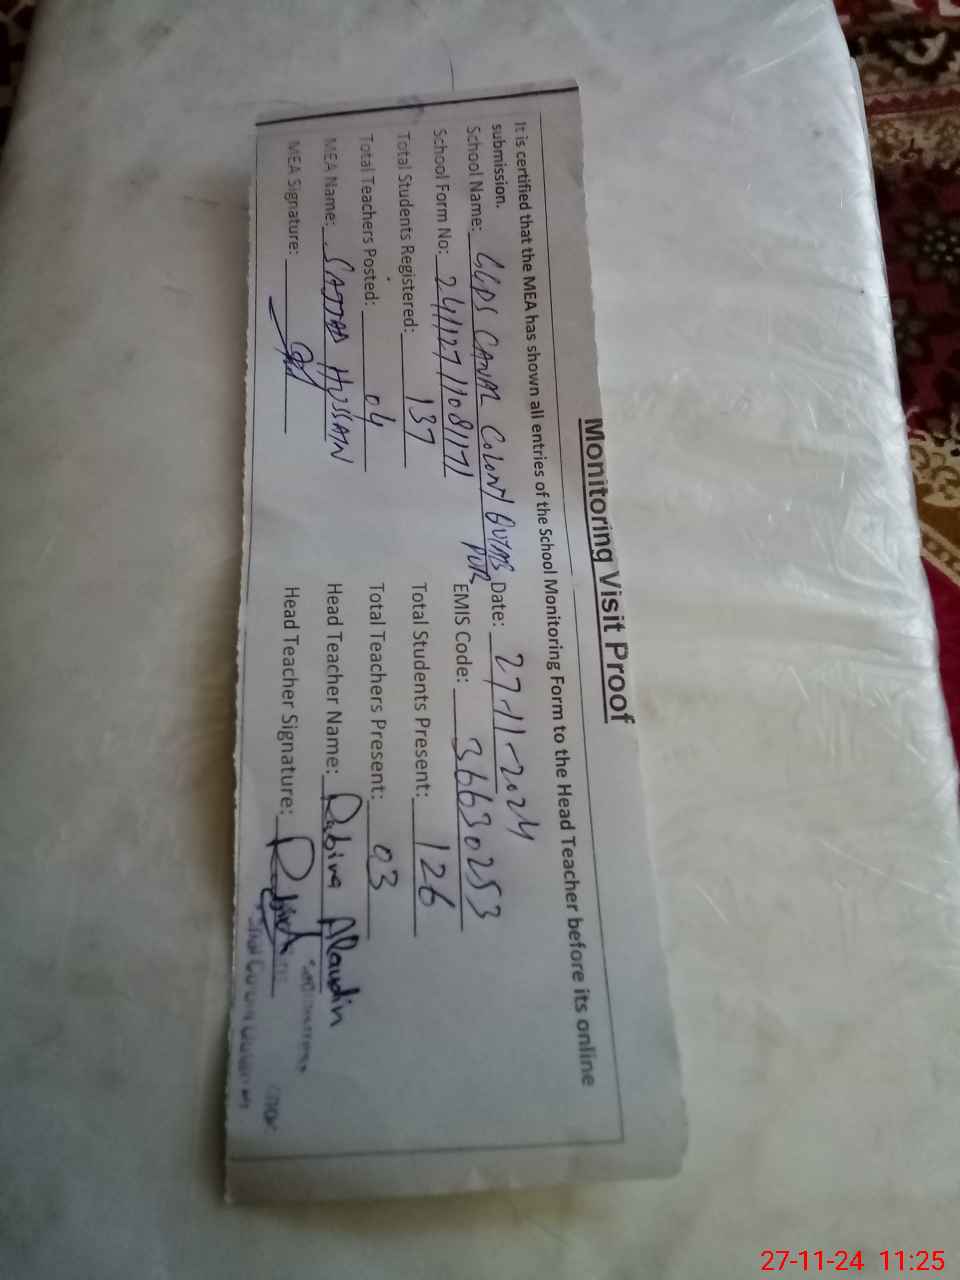 Monitoring Visit Proof
It is certified that the MEA has shown all entries of the School Monitoring Form to the Head Teacher before its online
submission.
School Name: GGPS CANAL COLONY QUTAB PUR Date: 27-11-2024
School Form No: 24112711081171 EMIS Code: 36630253
Total Students Registered: 137 Total Students Present: 126
Total Teachers Posted: 04 Total Teachers Present: 03
MEA Name: SAJJAD HUSSAIN Head Teacher Name: Rubina Alaudin
MEA Signature: Head Teacher Signature: Rubina
27-11-24 11:25